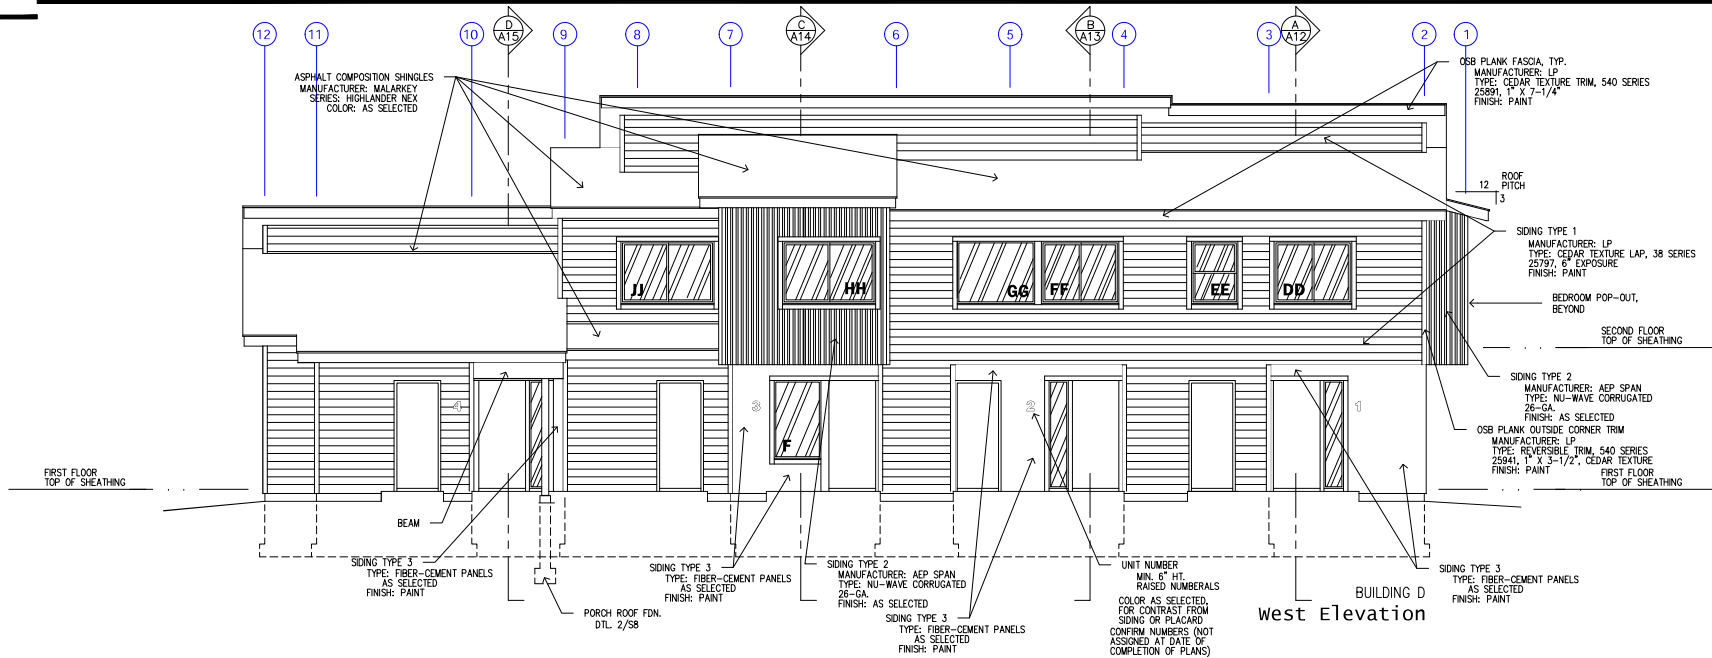 12
11
10
D
A15
9
8
7
C
A14
6
5
B
A13
4
3
A
A12
2
1
ASPHALT COMPOSITION SHINGLES
MANUFACTURER: MALARKEY
SERIES: HIGHLANDER NEX
COLOR: AS SELECTED
OSB PLANK FASCIA, TYP.
MANUFACTURER: LP
TYPE: CEDAR TEXTURE TRIM, 540 SERIES
25891, 1" X 7-1/4"
FINISH: PAINT
12
ROOF
PITCH
3
SIDING TYPE 1
MANUFACTURER: LP
TYPE: CEDAR TEXTURE LAP, 38 SERIES
25797, 6" EXPOSURE
FINISH: PAINT
BEDROOM POP-OUT,
BEYOND
SECOND FLOOR
TOP OF SHEATHING
JJ
HH
GG
FF
EE
DD
SIDING TYPE 2
MANUFACTURER: AEP SPAN
TYPE: NU-WAVE CORRUGATED
26-GA.
FINISH: AS SELECTED
OSB PLANK OUTSIDE CORNER TRIM
MANUFACTURER: LP
TYPE: REVERSIBLE TRIM, 540 SERIES
25941, 1" X 3-1/2", CEDAR TEXTURE
FINISH: PAINT
4
3
F
2
1
FIRST FLOOR
TOP OF SHEATHING
FIRST FLOOR
TOP OF SHEATHING
BEAM
SIDING TYPE 3
TYPE: FIBER-CEMENT PANELS
AS SELECTED
FINISH: PAINT
PORCH ROOF FDN.
DTL. 2/S8
SIDING TYPE 3
TYPE: FIBER-CEMENT PANELS
AS SELECTED
FINISH: PAINT
SIDING TYPE 2
MANUFACTURER: AEP SPAN
TYPE: NU-WAVE CORRUGATED
26-GA.
FINISH: AS SELECTED
SIDING TYPE 3
TYPE: FIBER-CEMENT PANELS
AS SELECTED
FINISH: PAINT
UNIT NUMBER
MIN. 6" HT.
RAISED NUMBERALS
COLOR AS SELECTED,
FOR CONTRAST FROM
SIDING OR PLACARD
CONFIRM NUMBERS (NOT
ASSIGNED AT DATE OF
COMPLETION OF PLANS)
SIDING TYPE 3
TYPE: FIBER-CEMENT PANELS
AS SELECTED
FINISH: PAINT
BUILDING D
West Elevation